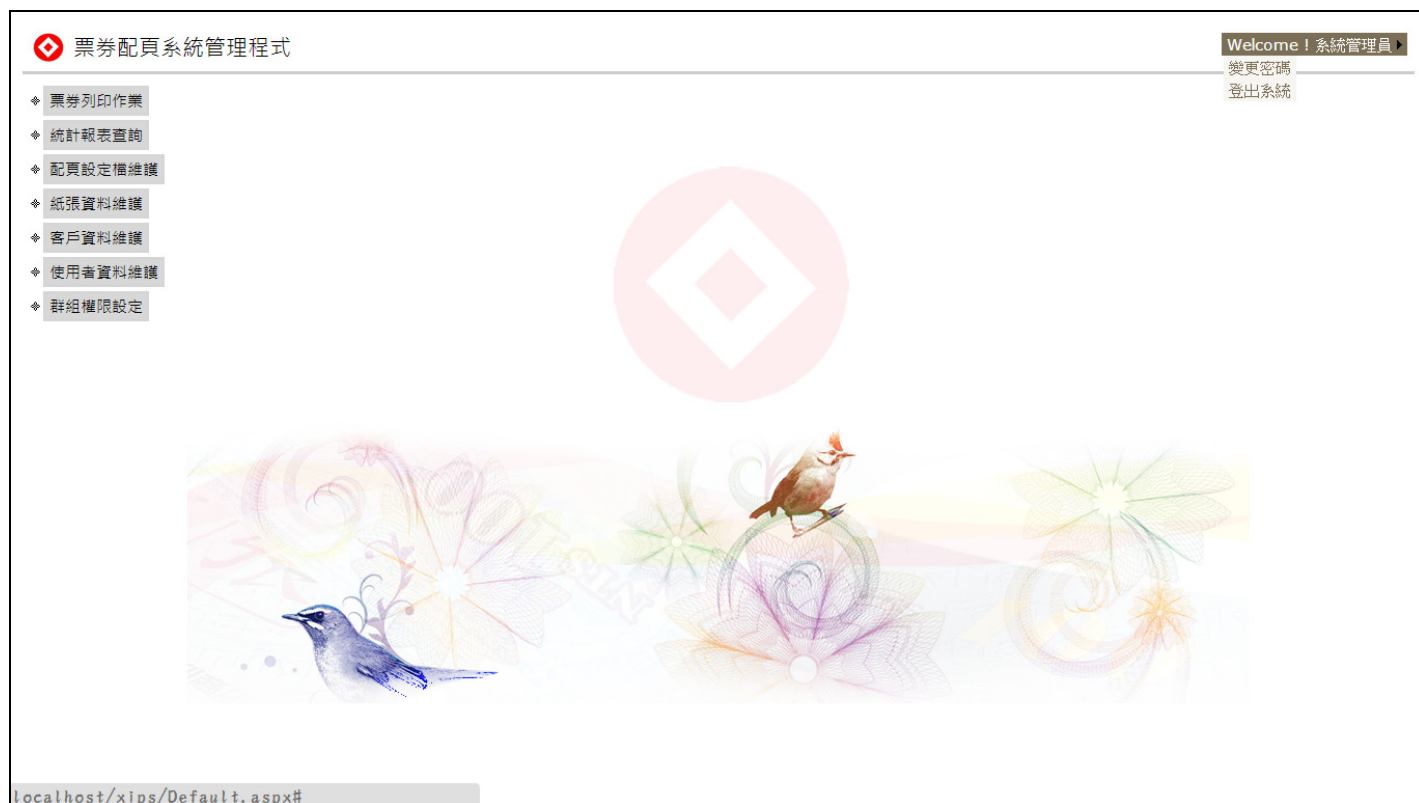 票券配頁系統管理程式
Welcome！系統管理員
變更密碼
登出系統
票券列印作業
統計報表查詢
配頁設定檔維護
紙張資料維護
客戶資料維護
使用者資料維護
群組權限設定
localhost/xips/Default.aspx#